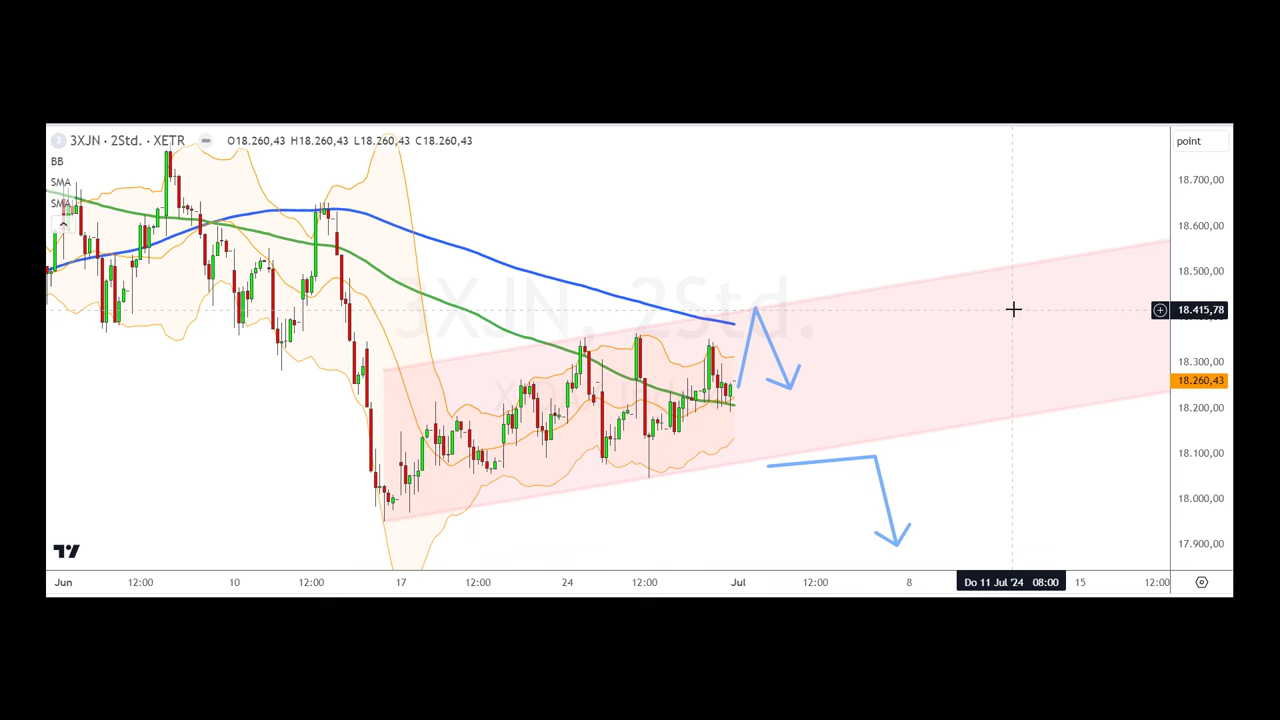 3XJN · 2Std. · XETR O18.260,43 H18.260,43 L18.260,43 C18.260,43
point
BB
SMA
SMA
18.700,00
18.600,00
18.500,00
3XJN, 2Std.
18.415,78
18.300,00
18.260,43
18.200,00
18.100,00
18.000,00
17.900,00
Jun 12:00 10 12:00 17 12:00 24 12:00 Jul 12:00 8 Do 11 Jul '24 08:00 15 12:00